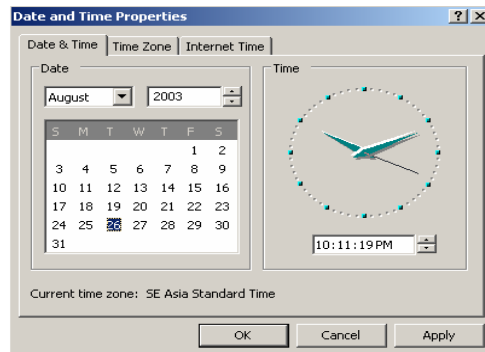 Date and Time Properties
Date & Time Time Zone Internet Time
Date
Time
August 2003
S M T W T F S
1 2
3 4 5 6 7 8 9
10 11 12 13 14 15 16
17 18 19 20 21 22 23
24 25 26 27 28 29 30
31
10:11:19 PM
Current time zone: SE Asia Standard Time
OK Cancel Apply